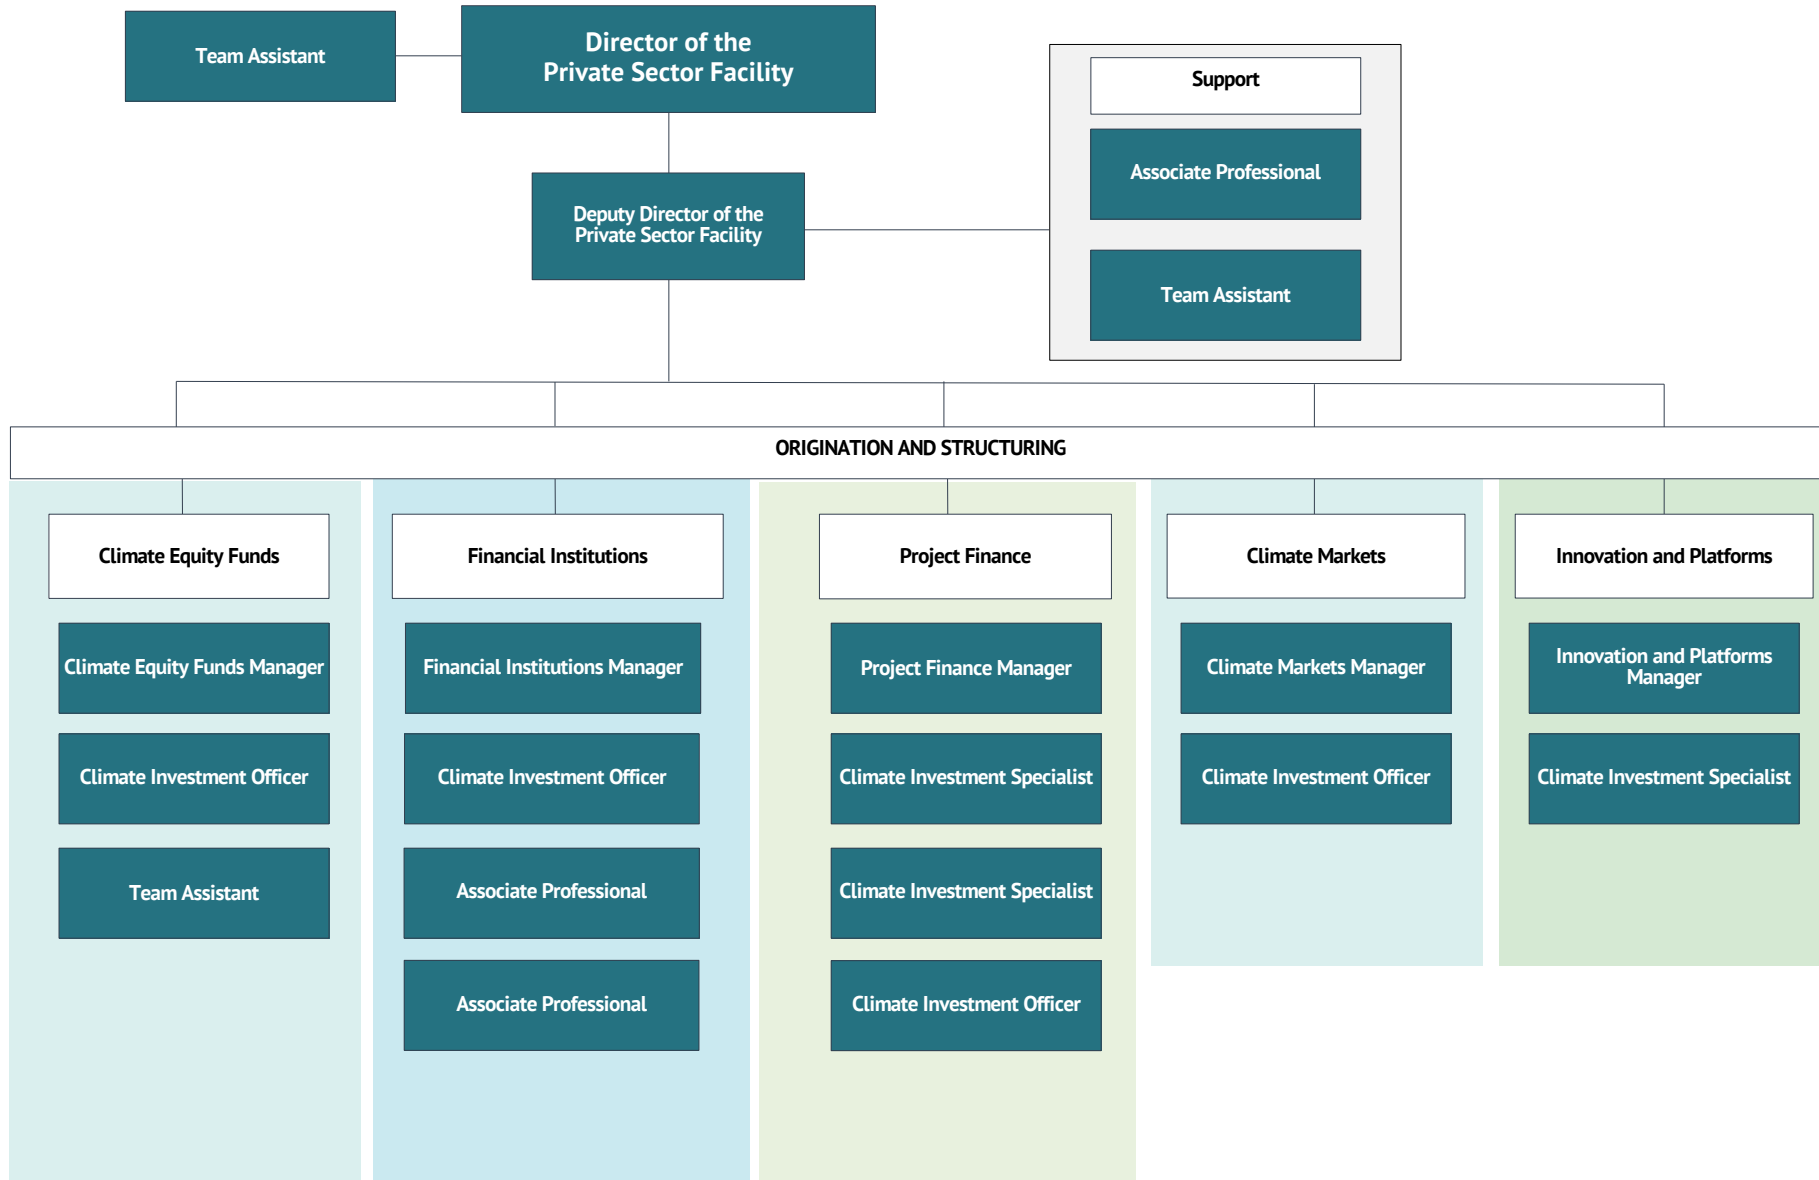 Team Assistant
Director of the
Private Sector Facility
Support
Associate Professional
Team Assistant
Deputy Director of the
Private Sector Facility
ORIGINATION AND STRUCTURING
Climate Equity Funds
Climate Equity Funds Manager
Climate Investment Officer
Team Assistant
Financial Institutions
Financial Institutions Manager
Climate Investment Officer
Associate Professional
Associate Professional
Project Finance
Project Finance Manager
Climate Investment Specialist
Climate Investment Specialist
Climate Investment Officer
Climate Markets
Climate Markets Manager
Climate Investment Officer
Innovation and Platforms
Innovation and Platforms
Manager
Climate Investment Specialist